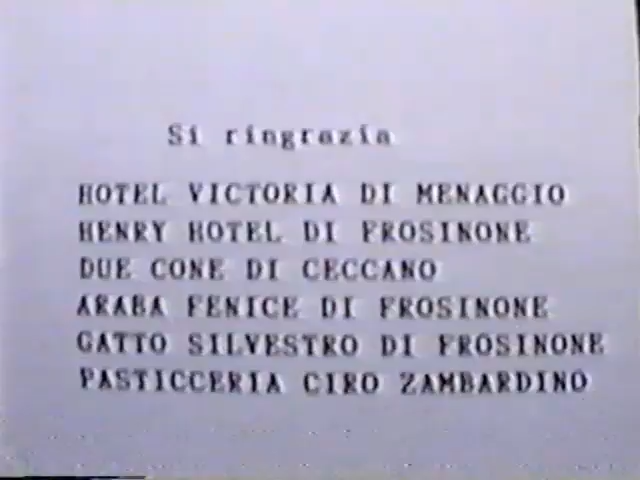 Si ringrazia
HOTEL VICTORIA DI MENAGGIO
HENRY HOTEL DI FROSINONE
DUE CONE DI CECCANO
ARABA FENICE DI FROSINONE
GATTO SILVESTRO DI FROSINONE
PASTICCERIA CIRO ZAMBARDINO